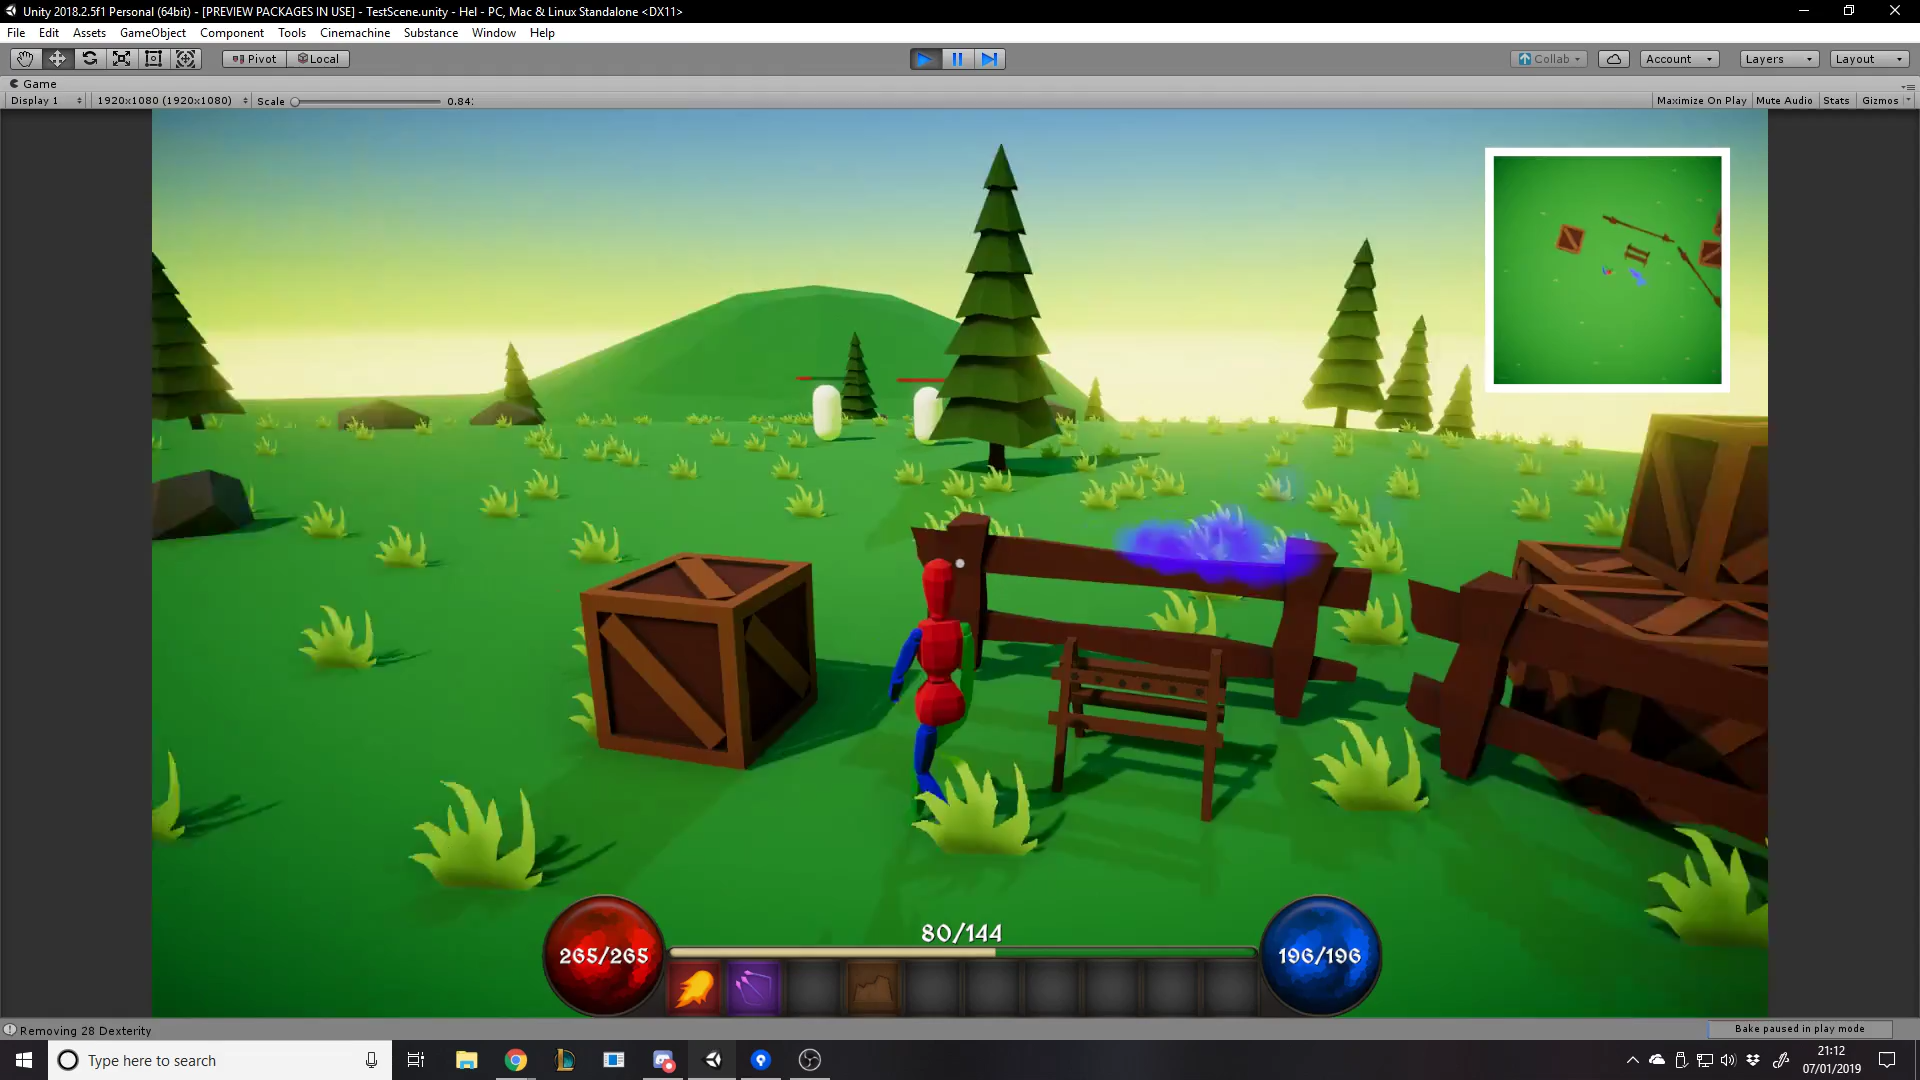 Unity 2018.2.5f1 Personal (64bit) - [PREVIEW PACKAGES IN USE] - TestScene.unity - Hel - PC, Mac & Linux Standalone <DX11>
File Edit Assets GameObject Component Tools Cinemachine Substance Window Help
Pivot Local Collab Account Layers Layout
Game
Display 1 1920x1080 (1920x1080) Scale 0.84: Maximize On Play Mute Audio Stats Gizmos
80/144
265/265 196/196
Removing 28 Dexterity Bake paused in play mode
Type here to search
21:12
07/01/2019